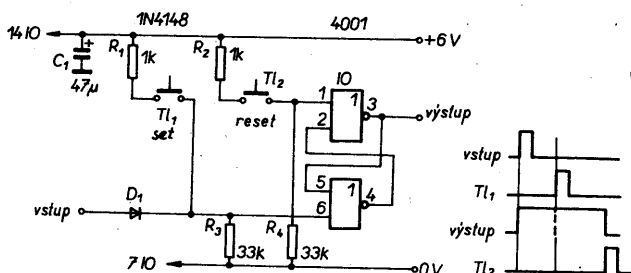 1N4148 4001
14 IO +6V
C₁ + R₁ 1k R₂ 1k
47µ
Tl₁ set
Tl₂ reset
IO
1 2 1 3 výstup
5 6 1 4
vstup D₁
R₃ 33k R₄ 33k
7 IO 0V
vstup
Tl₁
výstup
Tl₂